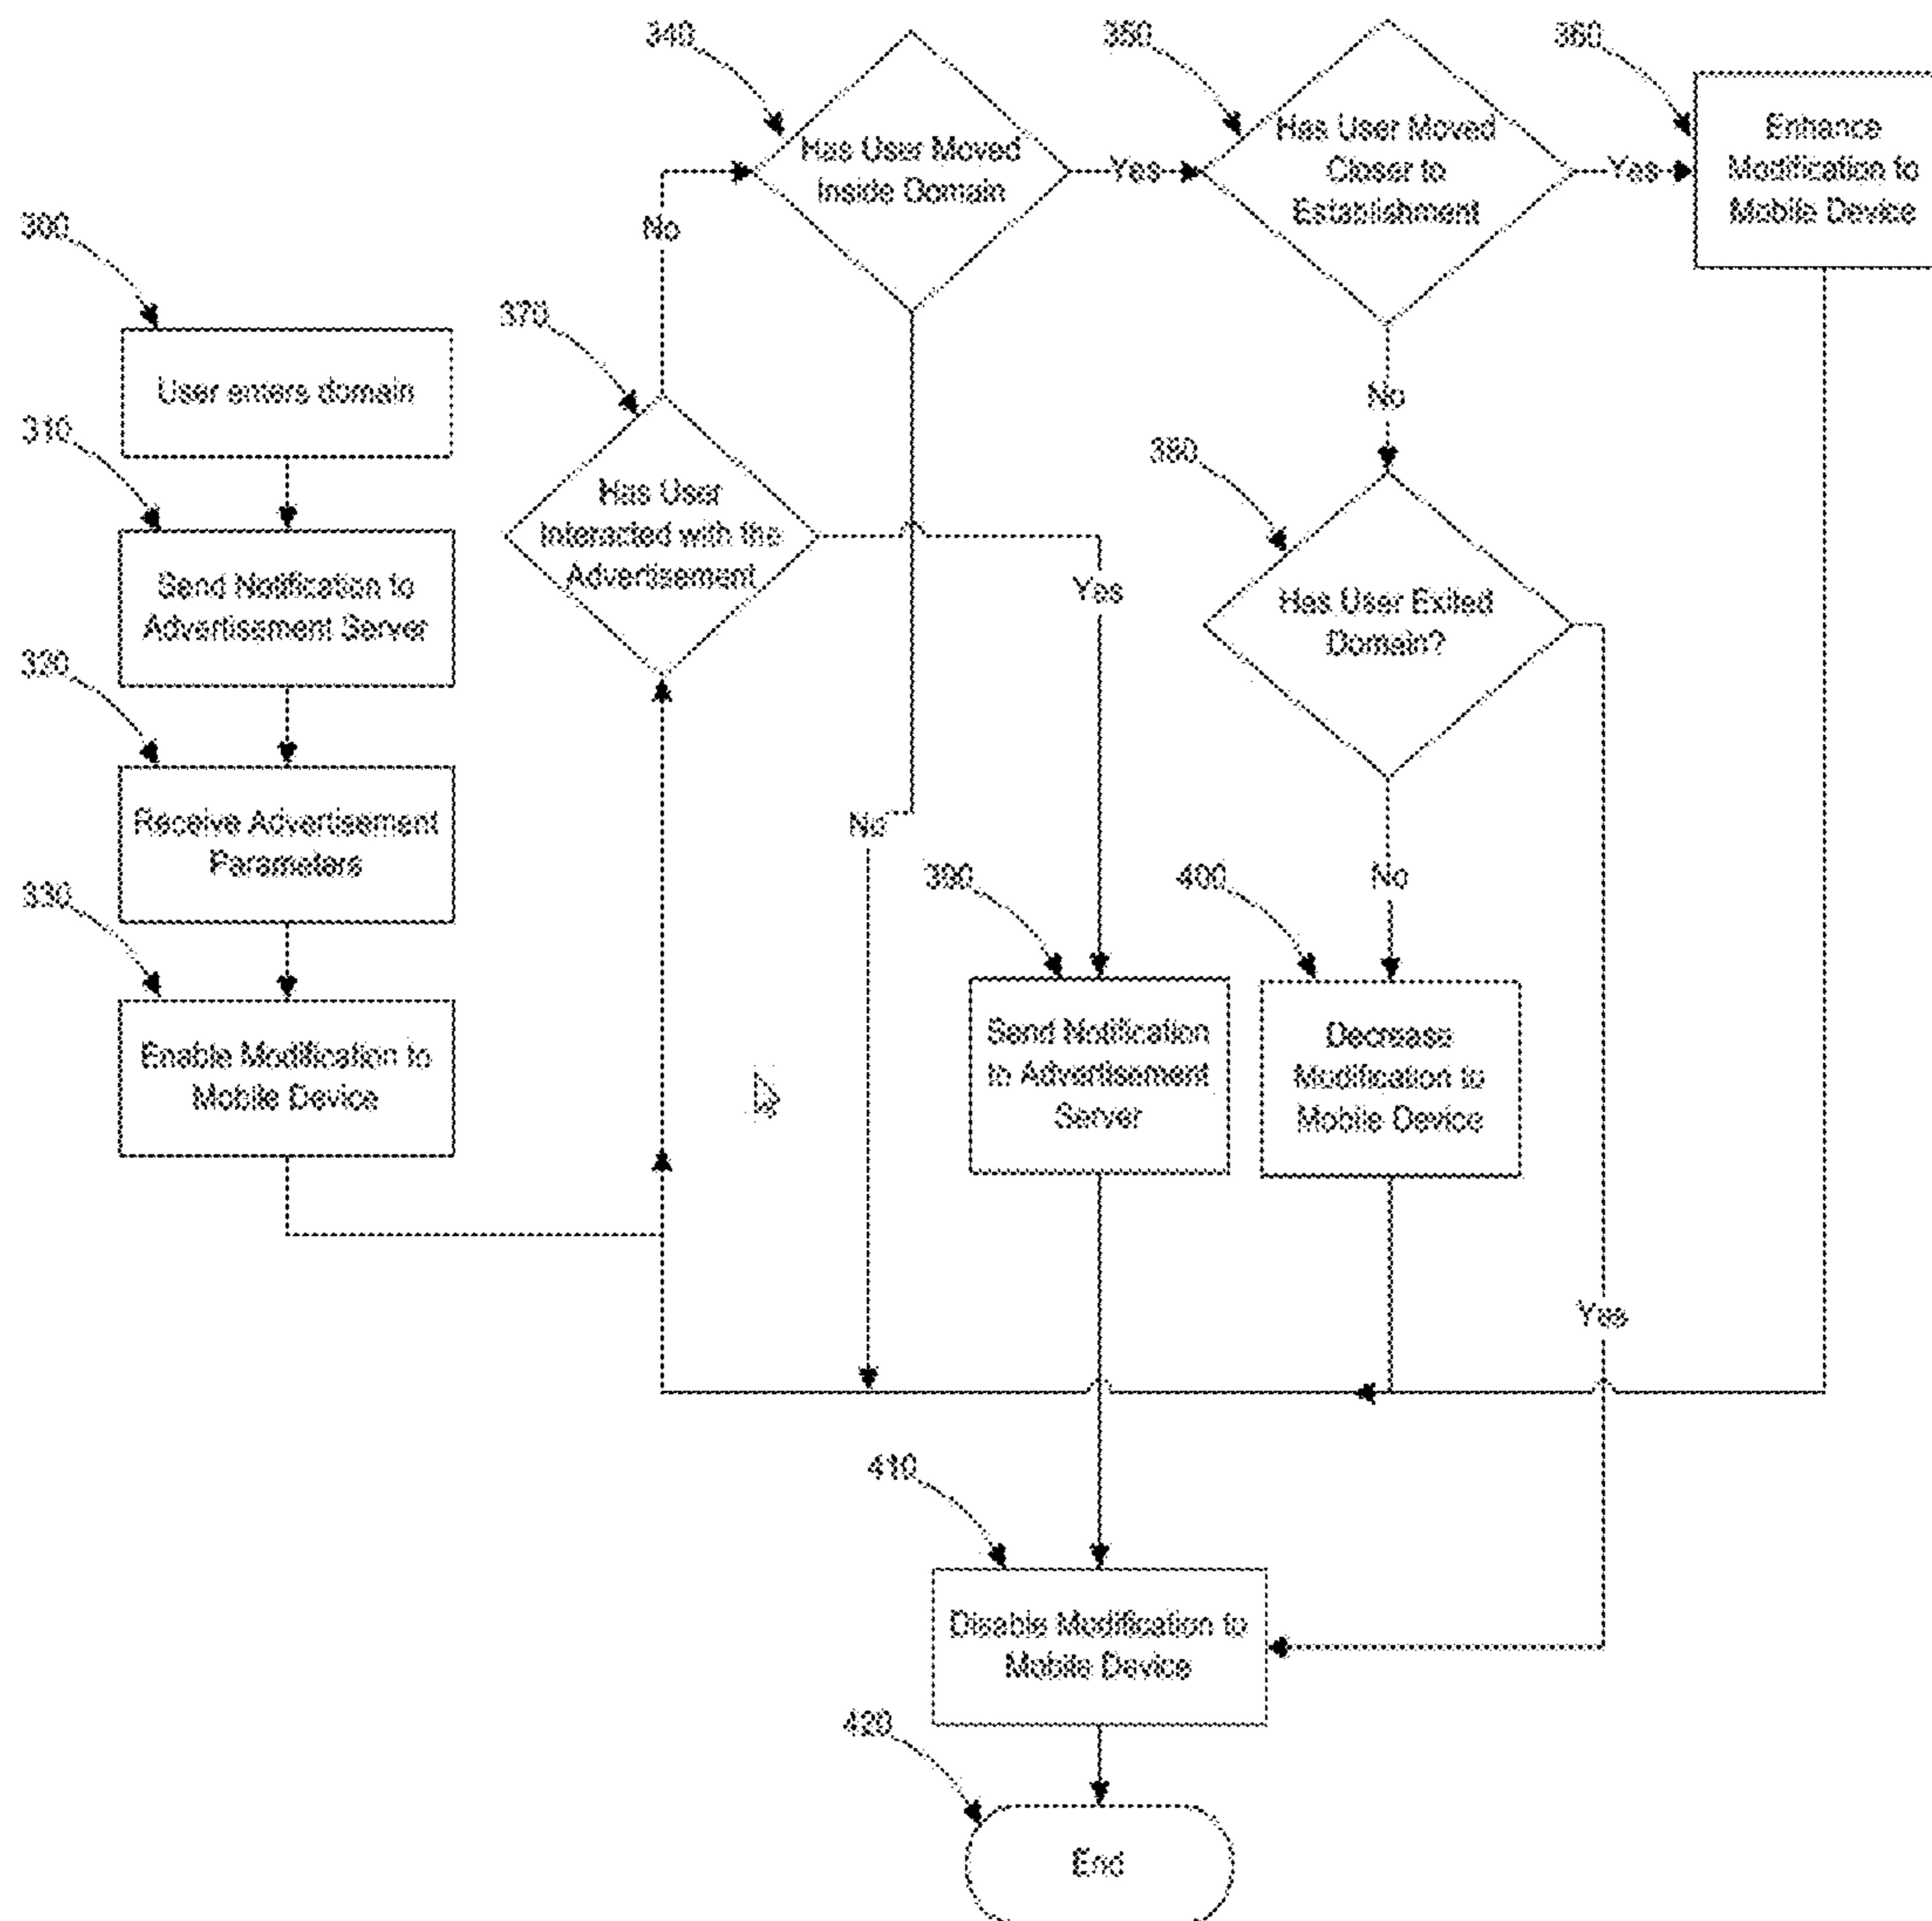 300
User enters domain
310
Send Notification to
Advertisement Server
320
Receive Advertisement
Parameters
330
Enable Modification to
Mobile Device
370
Has User
Interacted with the
Advertisement
No
Yes
340
Has User Moved
Inside Domain
Yes
No
350
Has User Moved
Closer to
Establishment
Yes
No
360
Enhance
Modification to
Mobile Device
380
Has User Exited
Domain?
No
Yes
390
Send Notification
to Advertisement
Server
400
Decrease
Modification to
Mobile Device
410
Disable Modification to
Mobile Device
420
End